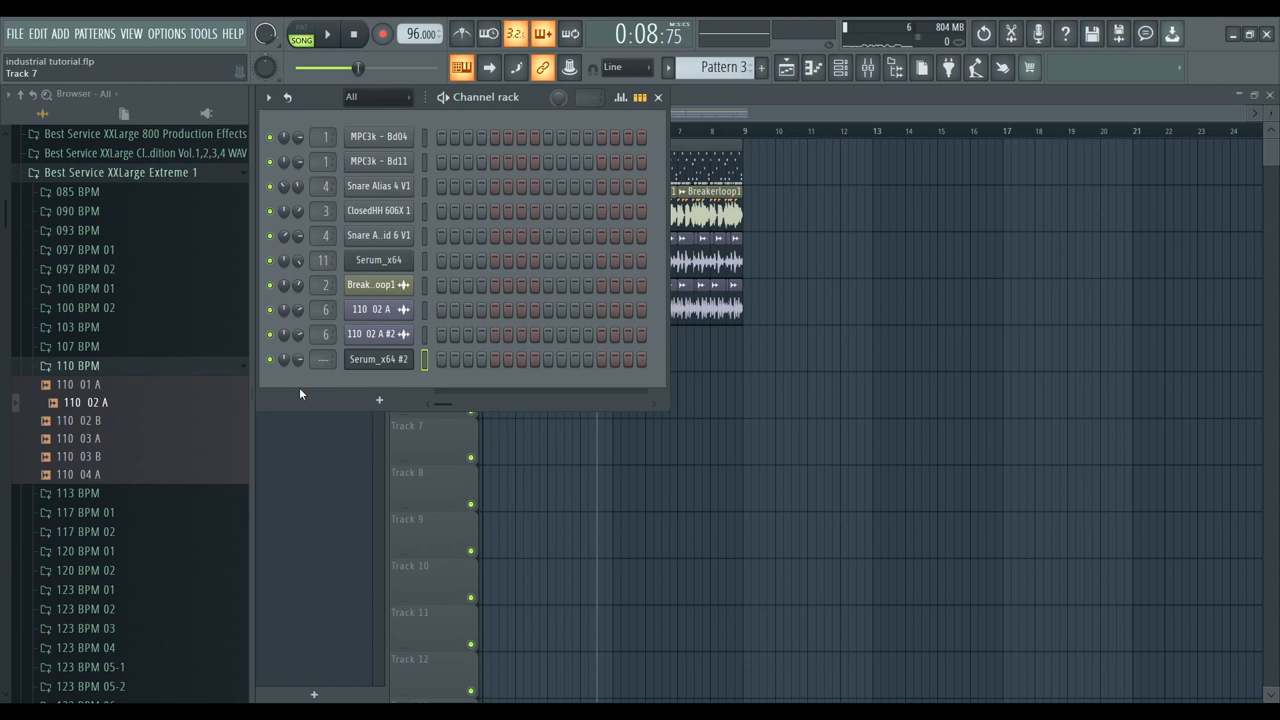 FILE EDIT ADD PATTERNS VIEW OPTIONS TOOLS HELP
PAT
SONG
96.000
3.2.
0:08:75
M:S:CS
6
804 MB
0
industrial tutorial.flp
Track 7
Line
Pattern 3
Browser - All
Best Service XXLarge 800 Production Effects
Best Service XXLarge Cl..dition Vol.1,2,3,4 WAV
Best Service XXLarge Extreme 1
085 BPM
090 BPM
093 BPM
097 BPM 01
097 BPM 02
100 BPM 01
100 BPM 02
103 BPM
107 BPM
110 BPM
110 01 A
110 02 A
110 02 B
110 03 A
110 03 B
110 04 A
113 BPM
117 BPM 01
117 BPM 02
120 BPM 01
120 BPM 02
123 BPM 01
123 BPM 02
123 BPM 03
123 BPM 04
123 BPM 05-1
123 BPM 05-2
All
Channel rack
1 MPC3k - Bd04
1 MPC3k - Bd11
4 Snare Alias 4 V1
3 ClosedHH 606X 1
4 Snare A..id 6 V1
11 Serum_x64
2 Break..oop1
6 110 02 A
6 110 02 A #2
--- Serum_x64 #2
7 8 9 10 11 12 13 14 15 16 17 18 19 20 21 22 23 24
1 Breakerloop1
Track 7
Track 8
Track 9
Track 10
Track 11
Track 12